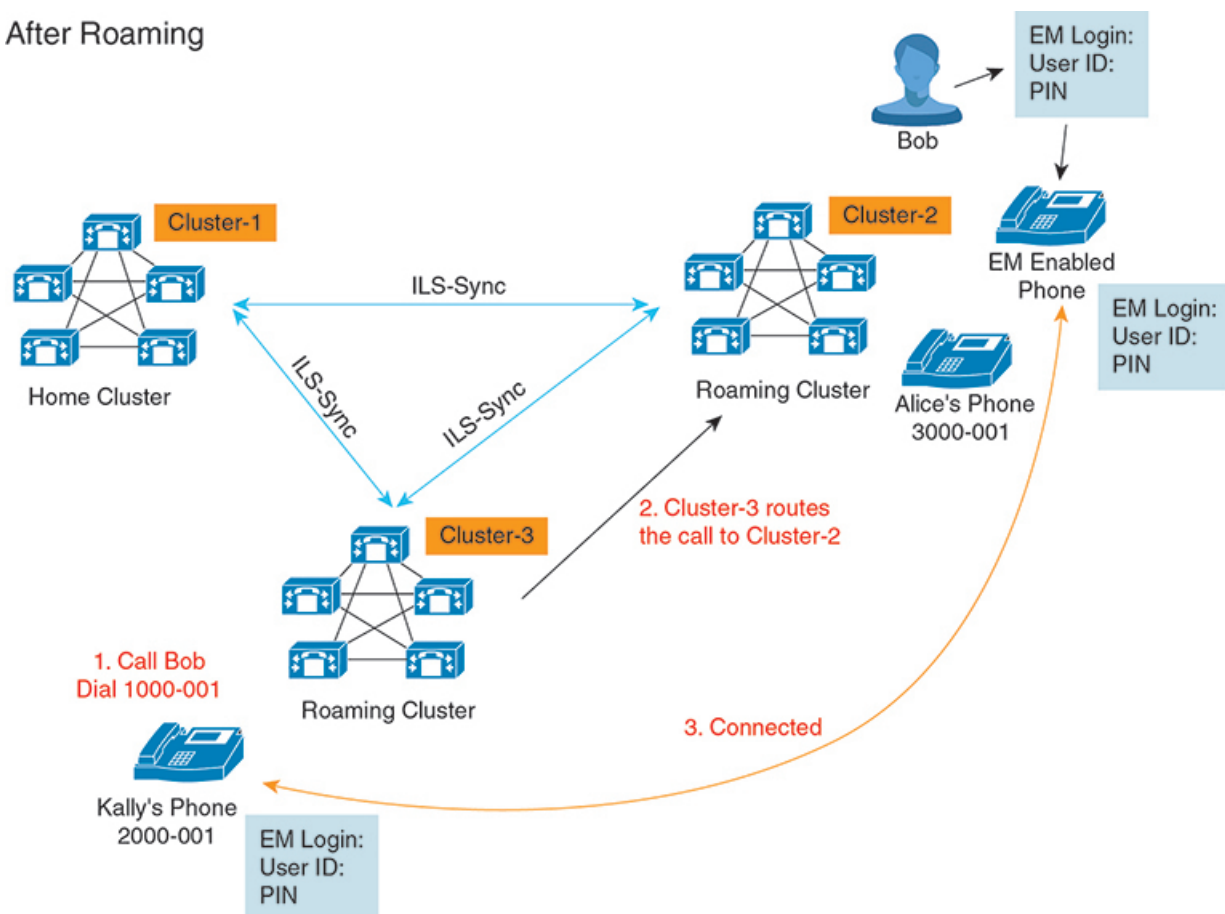 After Roaming
EM Login:
User ID:
PIN
Bob
Cluster-1
Cluster-2
ILS-Sync
EM Enabled
Phone
EM Login:
User ID:
PIN
Home Cluster
Roaming Cluster
Alice's Phone
3000-001
ILS-Sync
ILS-Sync
Cluster-3
2. Cluster-3 routes
the call to Cluster-2
1. Call Bob
Dial 1000-001
Roaming Cluster
3. Connected
Kally's Phone
2000-001
EM Login:
User ID:
PIN